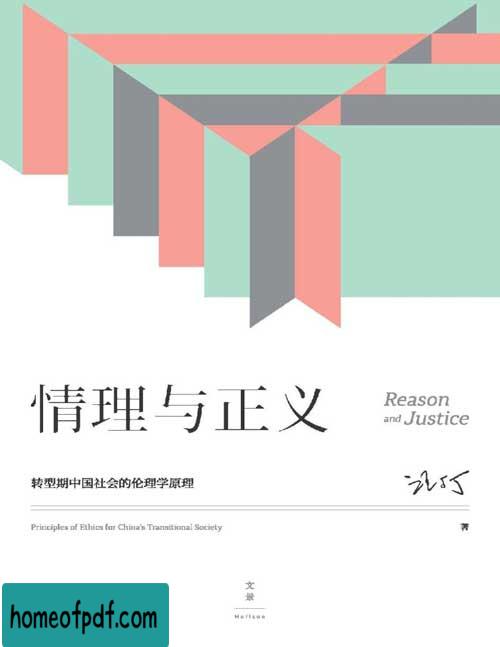 情理与正义
Reason
and Justice
转型期中国社会的伦理学原理
Principles of Ethics for China's Transitional Society
著
文
景
Horizon
homeofpdf.com